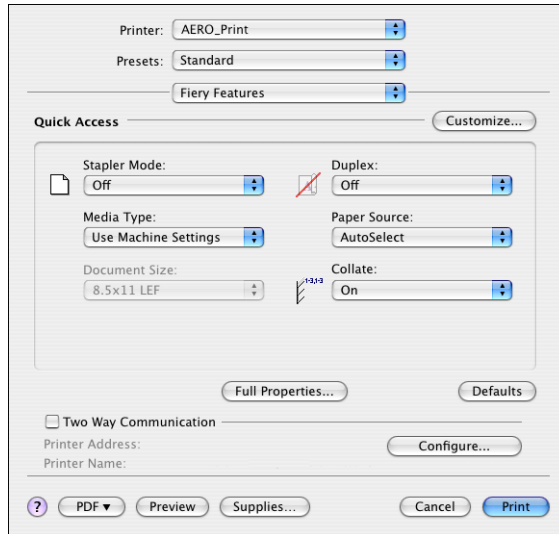 Printer: AERO_Print
Presets: Standard
Fiery Features
Quick Access Customize...
Stapler Mode: Duplex:
Off Off
Media Type: Paper Source:
Use Machine Settings AutoSelect
Document Size: Collate:
8.5x11 LEF 1-3,1-3 On
Full Properties... Defaults
Two Way Communication
Printer Address: Configure...
Printer Name:
? PDF ▼ Preview Supplies... Cancel Print